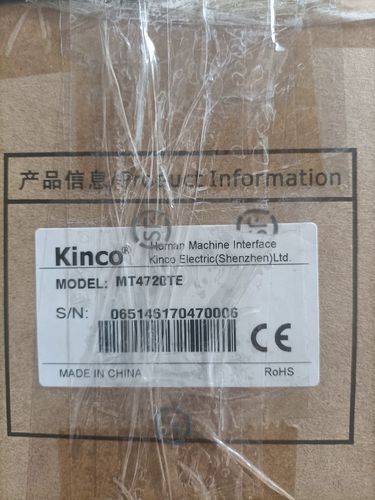 产品信息/Product Information
Kinco®
Human Machine Interface
Kinco Electric(Shenzhen)Ltd.
MODEL: MT4720TE
S/N: 065146170470006
CE
MADE IN CHINA
RoHS